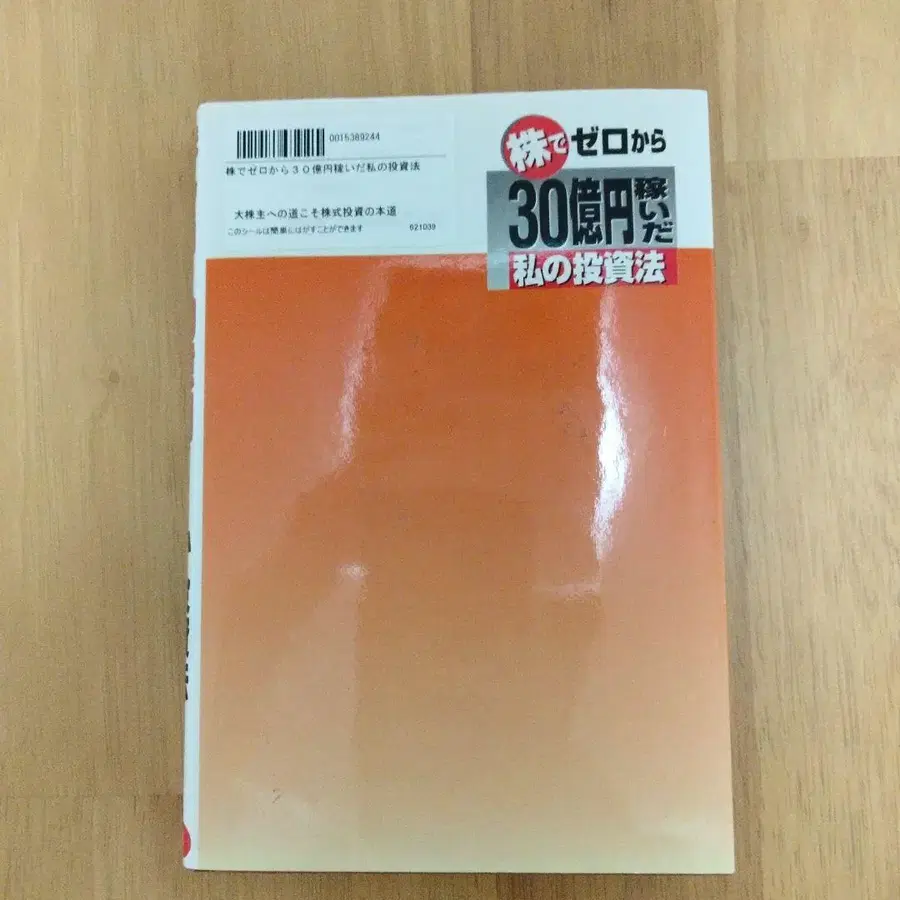 0015389244
株でゼロから30億円稼いだ私の投資法
大株主への道こそ株式投資の本道
このシールは簡単にはがすことができます 621039
株でゼロから
30億円稼いだ
私の投資法